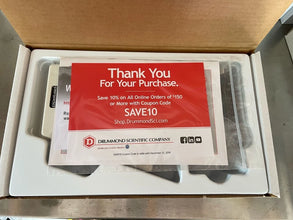 Thank You
For Your Purchase.
Save 10% on All Online Orders of $150
or More with Coupon Code
SAVE10
Shop.DrummondSci.com
DRUMMOND SCIENTIFIC COMPANY